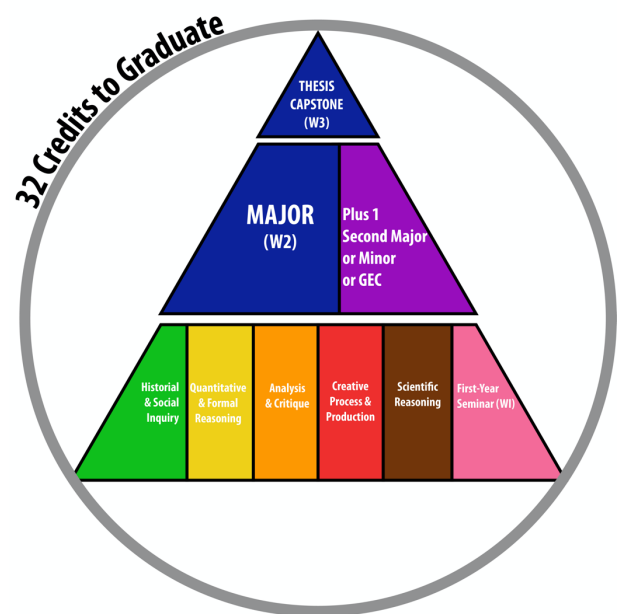 32 Credits to Graduate
THESIS
CAPSTONE
(W3)
MAJOR
(W2)
Plus 1
Second Major
or Minor
or GEC
Historial
& Social
Inquiry
Quantitative
& Formal
Reasoning
Analysis
& Critique
Creative
Process &
Production
Scientific
Reasoning
First-Year
Seminar (WI)